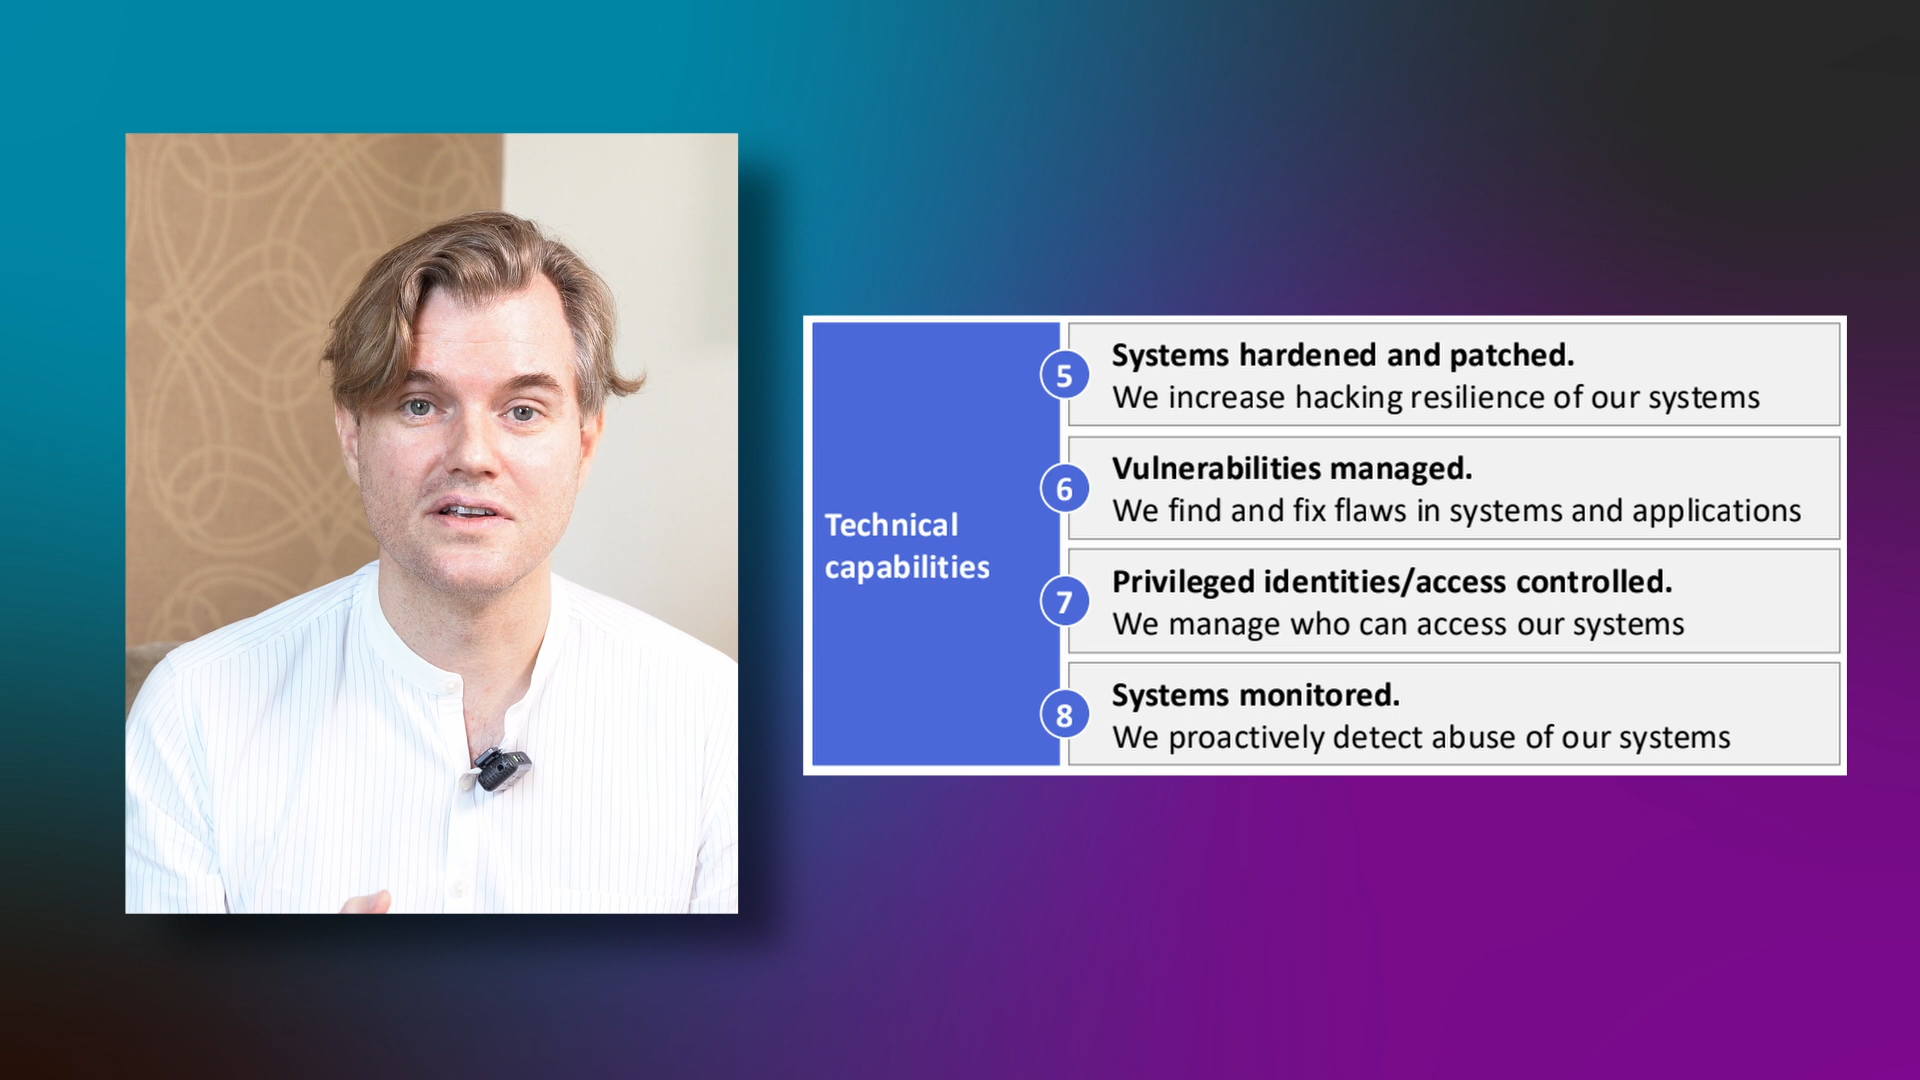 Technical
capabilities
5
Systems hardened and patched.
We increase hacking resilience of our systems
6
Vulnerabilities managed.
We find and fix flaws in systems and applications
7
Privileged identities/access controlled.
We manage who can access our systems
8
Systems monitored.
We proactively detect abuse of our systems